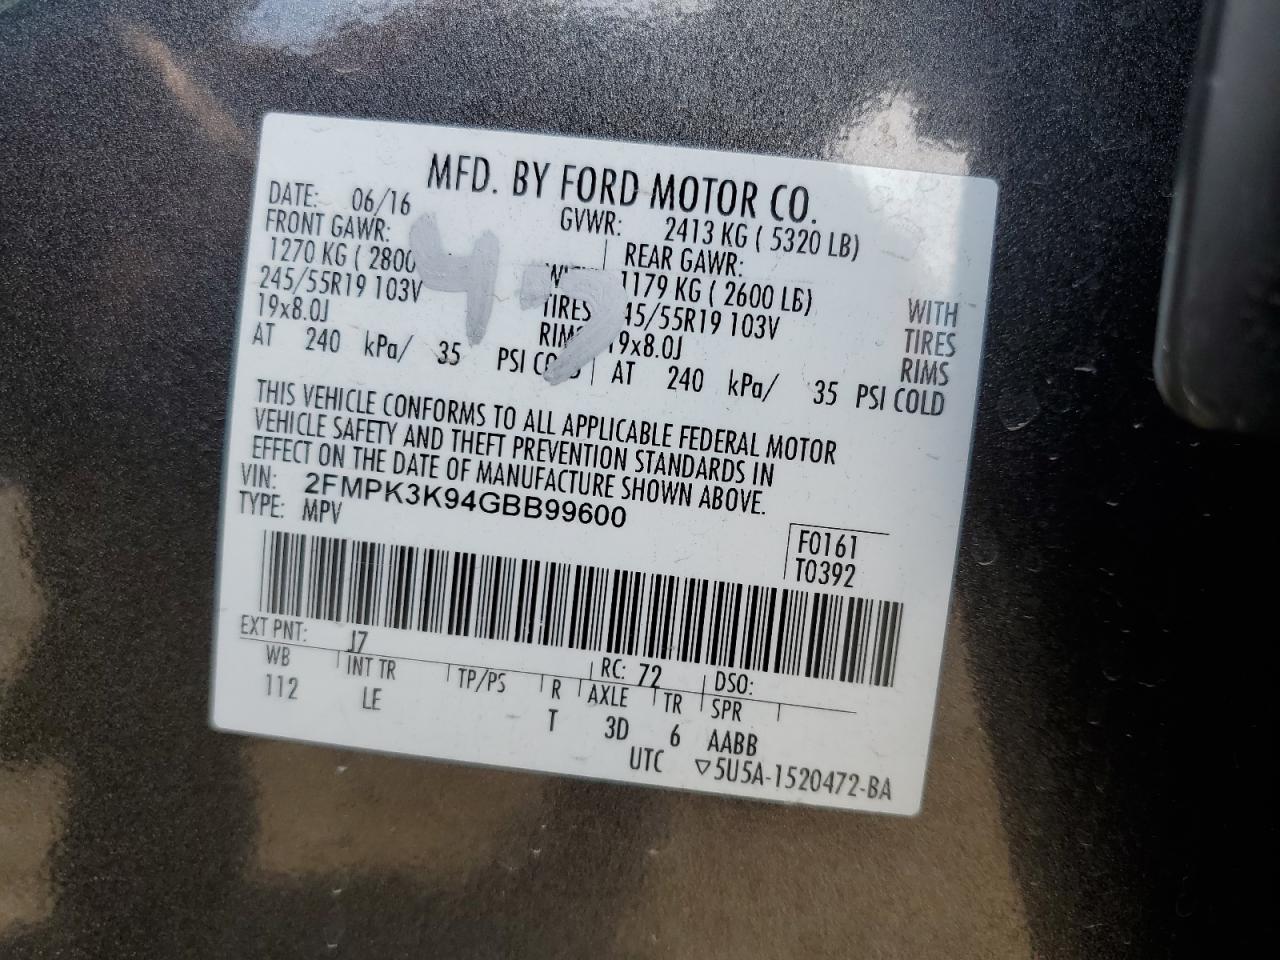 MFD. BY FORD MOTOR CO.
DATE: 06/16 GVWR: 2413 KG ( 5320 LB)
FRONT GAWR: REAR GAWR:
1270 KG ( 2800 1179 KG ( 2600 LB) WITH
245/55R19 103V TIRES 45/55R19 103V TIRES
19x8.0J 19x8.0J RIMS
AT 240 kPa/ 35 PSI AT 240 kPa/ 35 PSI COLD
47
THIS VEHICLE CONFORMS TO ALL APPLICABLE FEDERAL MOTOR
VEHICLE SAFETY AND THEFT PREVENTION STANDARDS IN
EFFECT ON THE DATE OF MANUFACTURE SHOWN ABOVE.
VIN: 2FMPK3K94GBB99600
TYPE: MPV
F0161
T0392
EXT PNT: J7 RC: 72 DSO:
WB INT TR TP/PS R AXLE TR SPR
112 LE T 3D 6 AABB
UTC ▽5U5A-1520472-BA